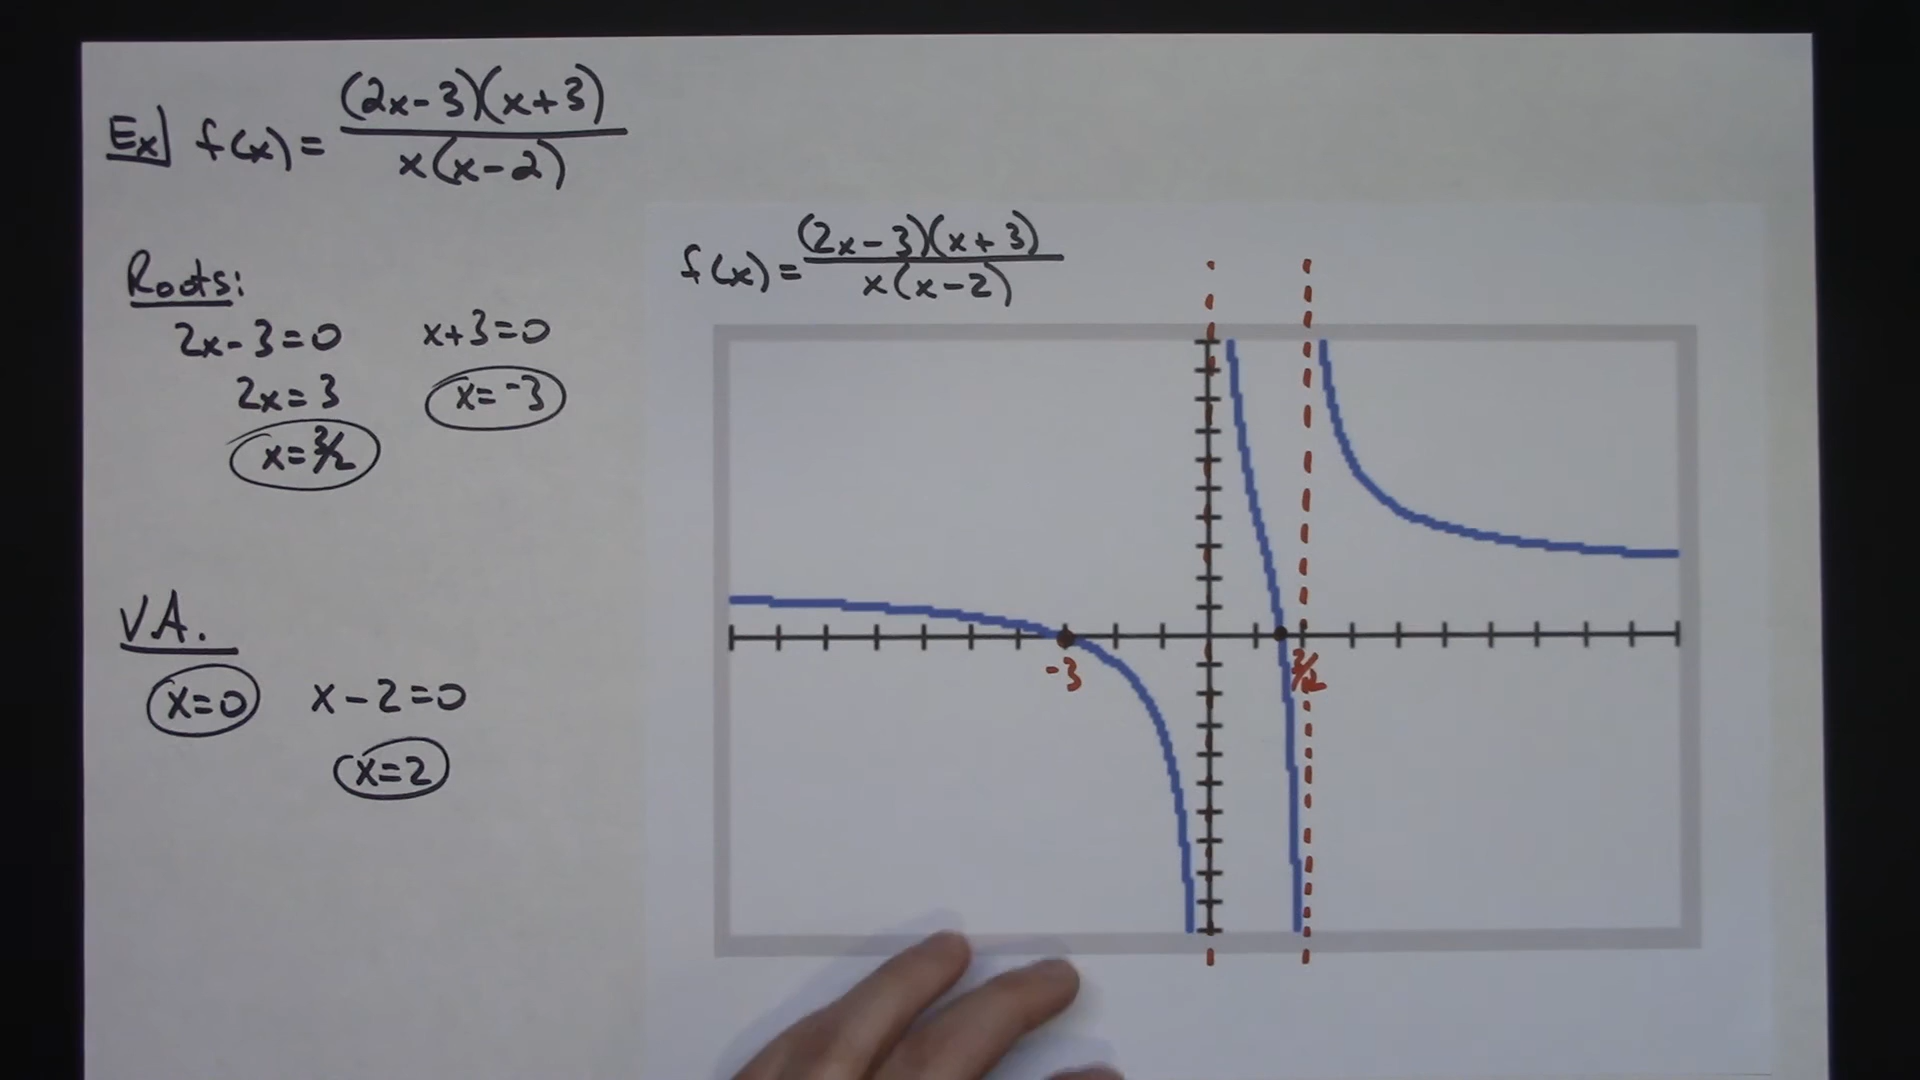 Ex] f(x) = (2x-3)(x+3) / x(x-2)
Roots:
2x-3=0 x+3=0
2x=3 x=-3
x=3/2
V.A.
x=0 x-2=0
x=2
f(x) = (2x-3)(x+3) / x(x-2)
-3 3/2